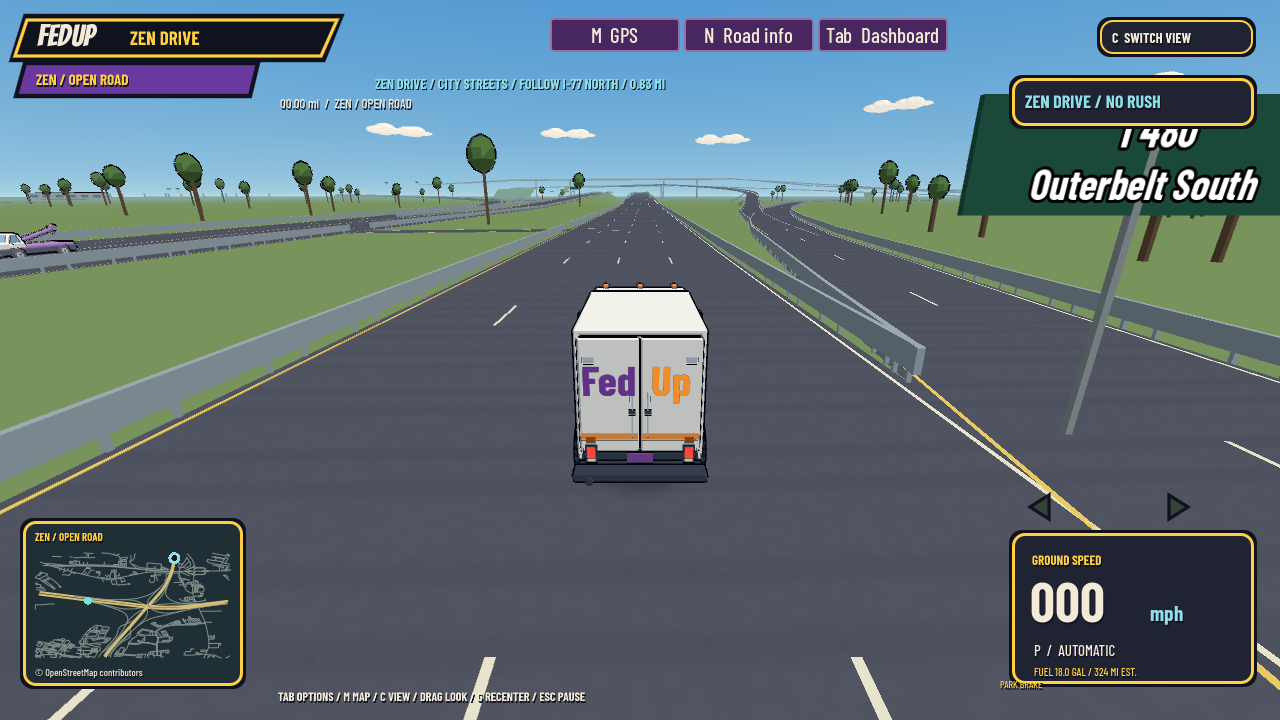 FEDUP ZEN DRIVE
ZEN / OPEN ROAD
M GPS
N Road info
Tab Dashboard
C SWITCH VIEW
ZEN DRIVE / CITY STREETS / FOLLOW I-77 NORTH / 0.83 MI
00.00 mi / ZEN / OPEN ROAD
ZEN DRIVE / NO RUSH
I 480
Outerbelt South
Fed Up
ZEN / OPEN ROAD
© OpenStreetMap contributors
GROUND SPEED
000 mph
P / AUTOMATIC
FUEL 18.0 GAL / 324 MI EST.
PARK BRAKE
TAB OPTIONS / M MAP / C VIEW / DRAG LOOK / RECENTER / ESC PAUSE